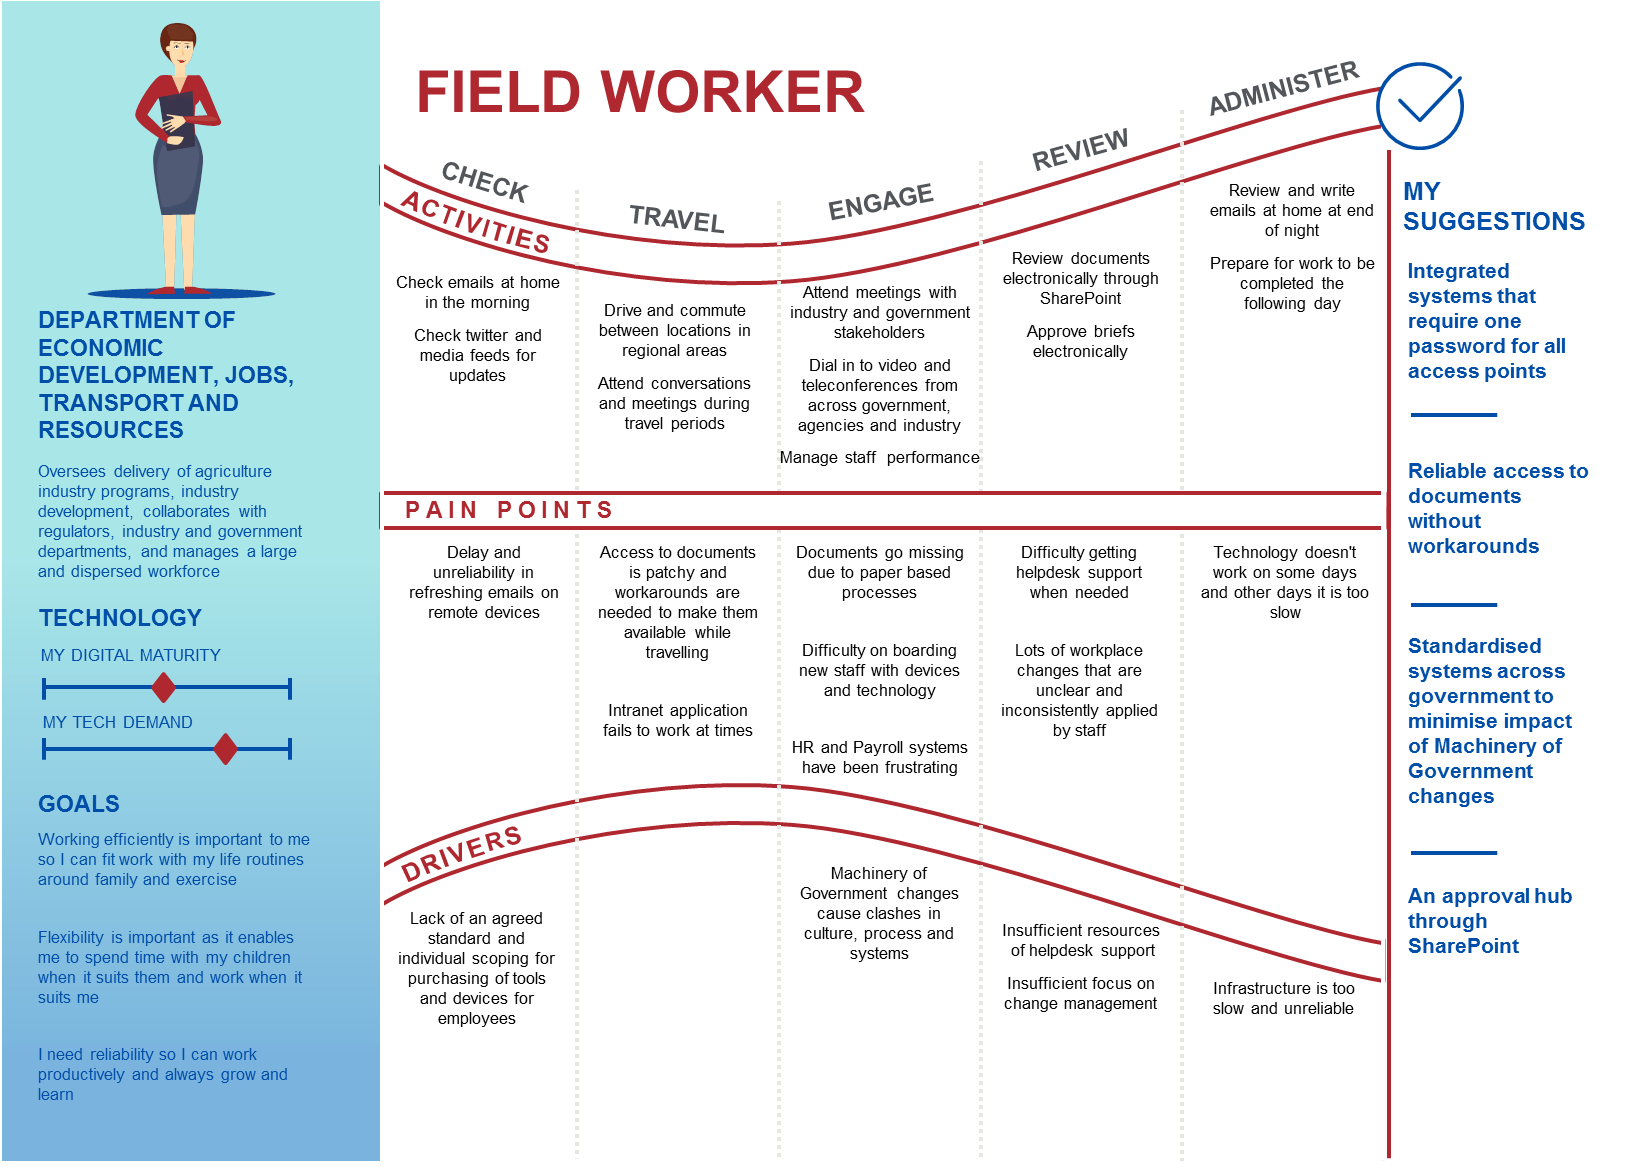 DEPARTMENT OF
ECONOMIC
DEVELOPMENT, JOBS,
TRANSPORT AND
RESOURCES
Oversees delivery of agriculture
industry programs, industry
development, collaborates with
regulators, industry and government
departments, and manages a large
and dispersed workforce
TECHNOLOGY
MY DIGITAL MATURITY
MY TECH DEMAND
GOALS
Working efficiently is important to me
so I can fit work with my life routines
around family and exercise
Flexibility is important as it enables
me to spend time with my children
when it suits them and work when it
suits me
I need reliability so I can work
productively and always grow and
learn
FIELD WORKER
CHECK
TRAVEL
ENGAGE
REVIEW
ADMINISTER
ACTIVITIES
Check emails at home
in the morning
Check twitter and
media feeds for
updates
Drive and commute
between locations in
regional areas
Attend conversations
and meetings during
travel periods
Attend meetings with
industry and government
stakeholders
Dial in to video and
teleconferences from
across government,
agencies and industry
Manage staff performance
Review documents
electronically through
SharePoint
Approve briefs
electronically
Review and write
emails at home at end
of night
Prepare for work to be
completed the
following day
PAIN POINTS
Delay and
unreliability in
refreshing emails on
remote devices
Access to documents
is patchy and
workarounds are
needed to make them
available while
travelling
Intranet application
fails to work at times
Documents go missing
due to paper based
processes
Difficulty on boarding
new staff with devices
and technology
HR and Payroll systems
have been frustrating
Difficulty getting
helpdesk support
when needed
Lots of workplace
changes that are
unclear and
inconsistently applied
by staff
Technology doesn't
work on some days
and other days it is too
slow
DRIVERS
Lack of an agreed
standard and
individual scoping for
purchasing of tools
and devices for
employees
Machinery of
Government changes
cause clashes in
culture, process and
systems
Insufficient resources
of helpdesk support
Insufficient focus on
change management
Infrastructure is too
slow and unreliable
MY
SUGGESTIONS
Integrated
systems that
require one
password for all
access points
Reliable access to
documents
without
workarounds
Standardised
systems across
government to
minimise impact
of Machinery of
Government
changes
An approval hub
through
SharePoint